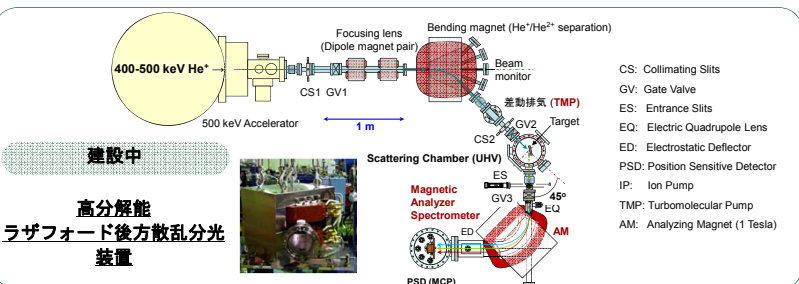 Focusing lens
(Dipole magnet pair)
Bending magnet (He⁺/He²⁺ separation)
400-500 keV He⁺
Beam
monitor
CS1 GV1
500 keV Accelerator
1 m
差動排気 (TMP)
GV2
Target
CS2
Scattering Chamber (UHV)
ES
GV3
45°
EQ
Magnetic
Analyzer
Spectrometer
ED
AM
PSD (MCP)
建設中
高分解能
ラザフォード後方散乱分光
装置
CS: Collimating Slits
GV: Gate Valve
ES: Entrance Slits
EQ: Electric Quadrupole Lens
ED: Electrostatic Deflector
PSD: Position Sensitive Detector
IP: Ion Pump
TMP: Turbomolecular Pump
AM: Analyzing Magnet (1 Tesla)